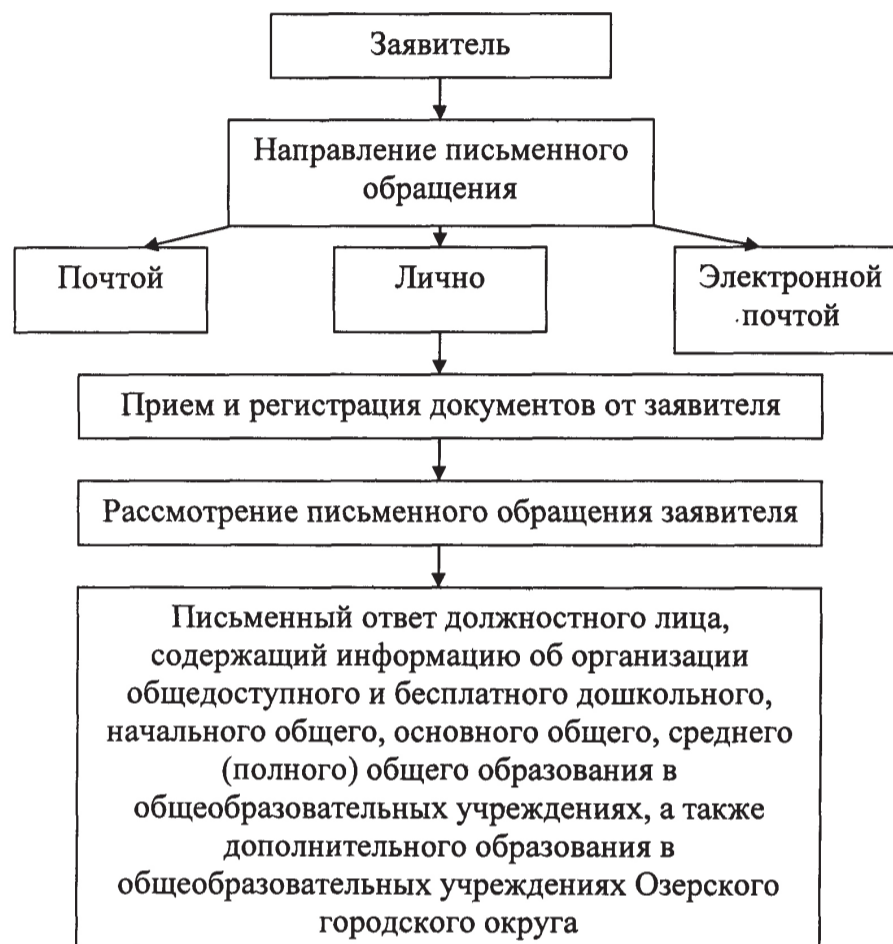 Заявитель
Направление письменного
обращения
Почтой
Лично
Электронной
почтой
Прием и регистрация документов от заявителя
Рассмотрение письменного обращения заявителя
Письменный ответ должностного лица,
содержащий информацию об организации
общедоступного и бесплатного дошкольного,
начального общего, основного общего, среднего
(полного) общего образования в
общеобразовательных учреждениях, а также
дополнительного образования в
общеобразовательных учреждениях Озерского
городского округа